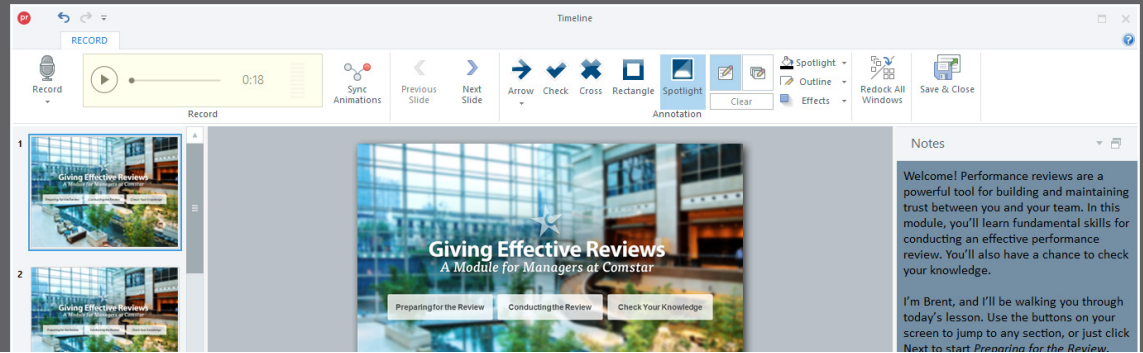 pr
Timeline
RECORD
Record
0:18
Sync
Animations
Previous
Slide
Next
Slide
Arrow
Check
Cross
Rectangle
Spotlight
Clear
Spotlight
Outline
Effects
Redock All
Windows
Save & Close
Record
Annotation
1
Giving Effective Reviews
A Module for Managers at Comstar
Preparing for the Review
Conducting the Review
Check Your Knowledge
2
Giving Effective Reviews
A Module for Managers at Comstar
Giving Effective Reviews
A Module for Managers at Comstar
Preparing for the Review
Conducting the Review
Check Your Knowledge
Notes
Welcome! Performance reviews are a
powerful tool for building and maintaining
trust between you and your team. In this
module, you'll learn fundamental skills for
conducting an effective performance
review. You'll also have a chance to check
your knowledge.
I'm Brent, and I'll be walking you through
today's lesson. Use the buttons on your
screen to jump to any section, or just click
Next to start Preparing for the Review.